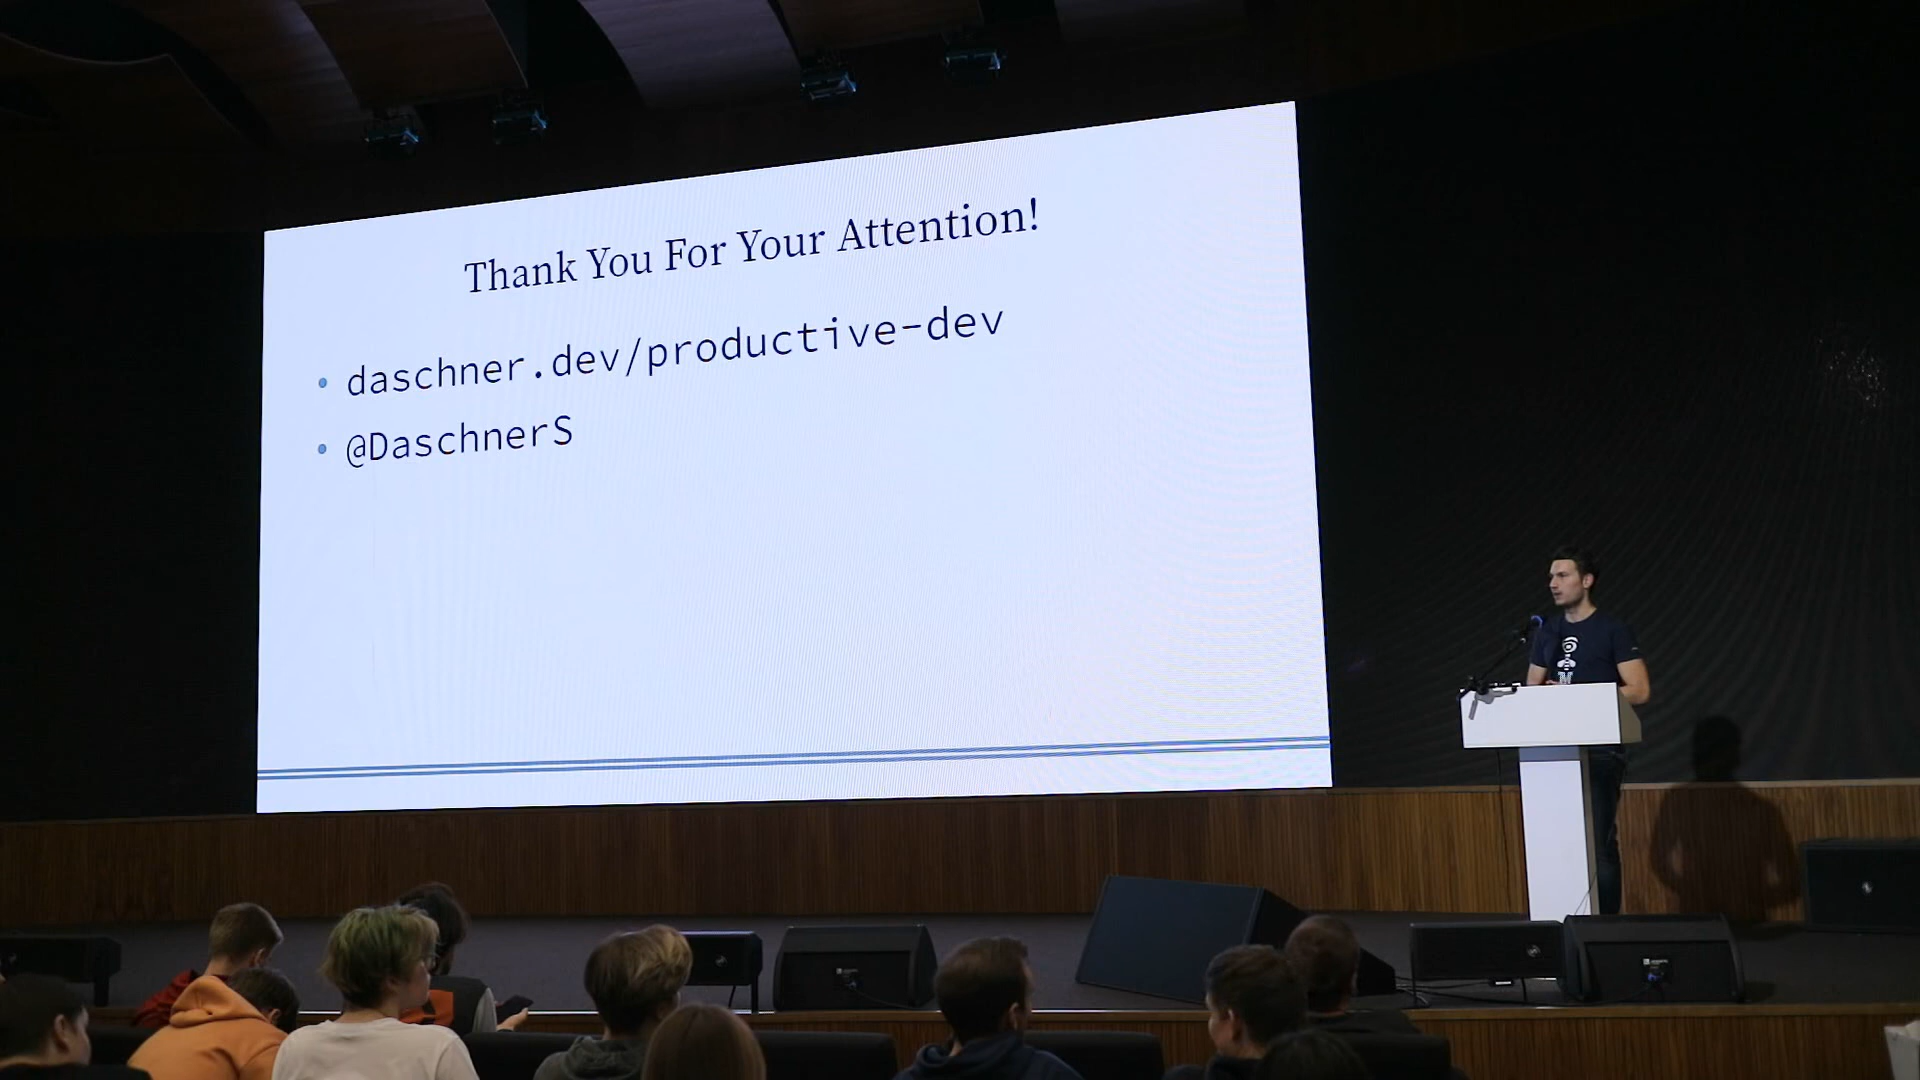 Thank You For Your Attention!
daschner.dev/productive-dev
@DaschnerS